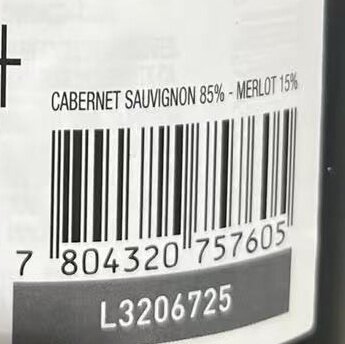 CABERNET SAUVIGNON 85% - MERLOT 15%
7 804320 757605
L3206725